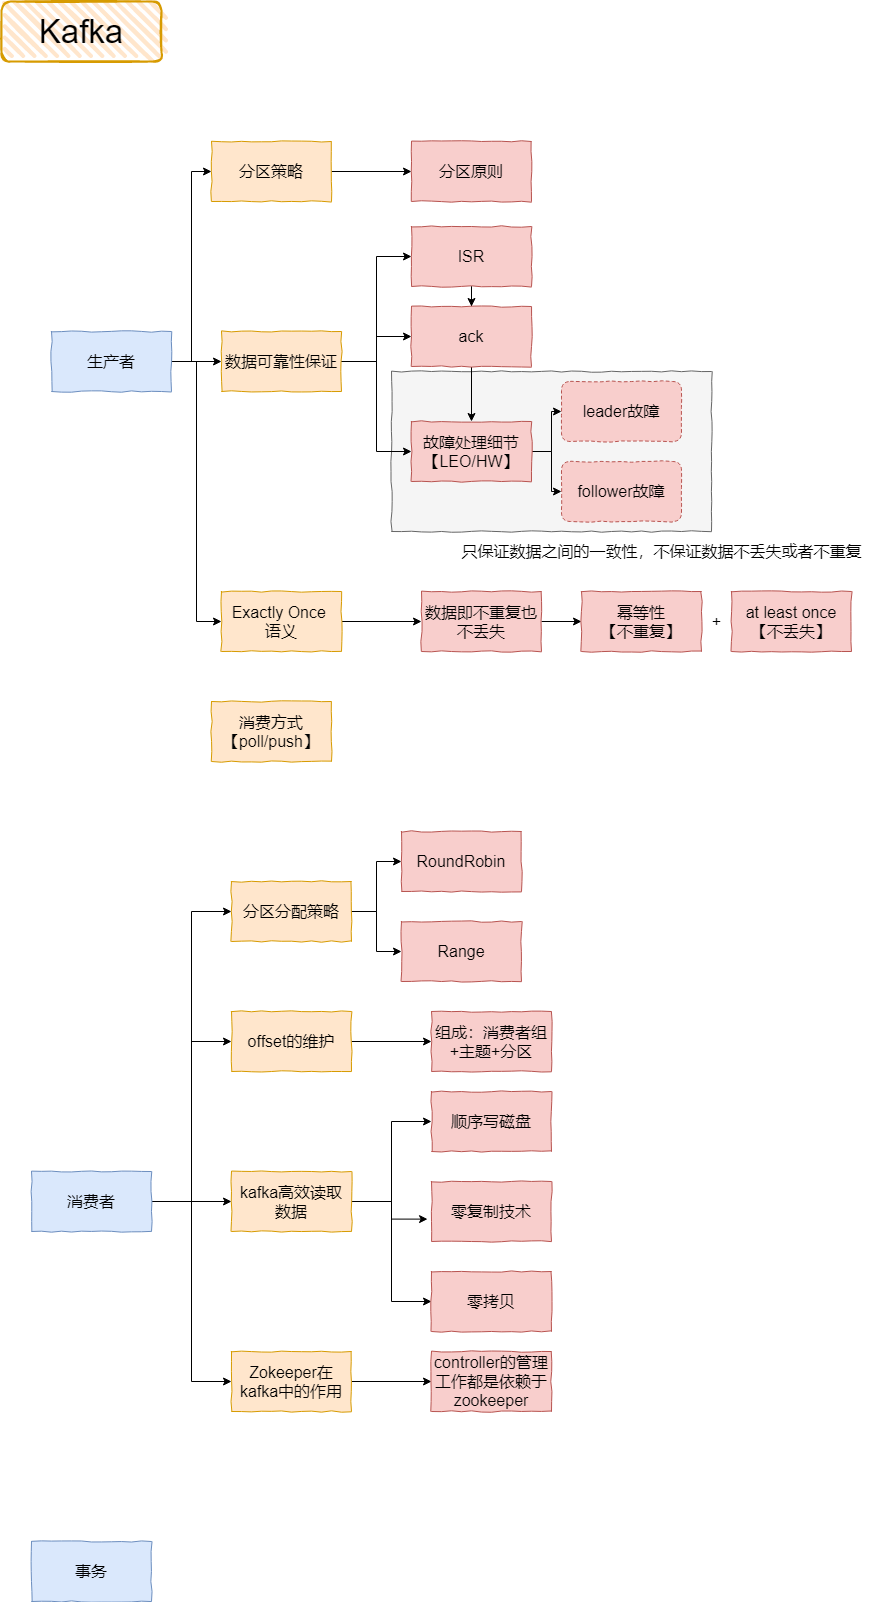 Kafka
分区策略
分区原则
ISR
ack
生产者
数据可靠性保证
leader故障
故障处理细节
【LEO/HW】
follower故障
只保证数据之间的一致性，不保证数据不丢失或者不重复
Exactly Once
语义
数据即不重复也
不丢失
幂等性
【不重复】
+
at least once
【不丢失】
消费方式
【poll/push】
RoundRobin
分区分配策略
Range
offset的维护
组成：消费者组
+主题+分区
顺序写磁盘
消费者
kafka高效读取
数据
零复制技术
零拷贝
Zokeeper在
kafka中的作用
controller的管理
工作都是依赖于
zookeeper
事务